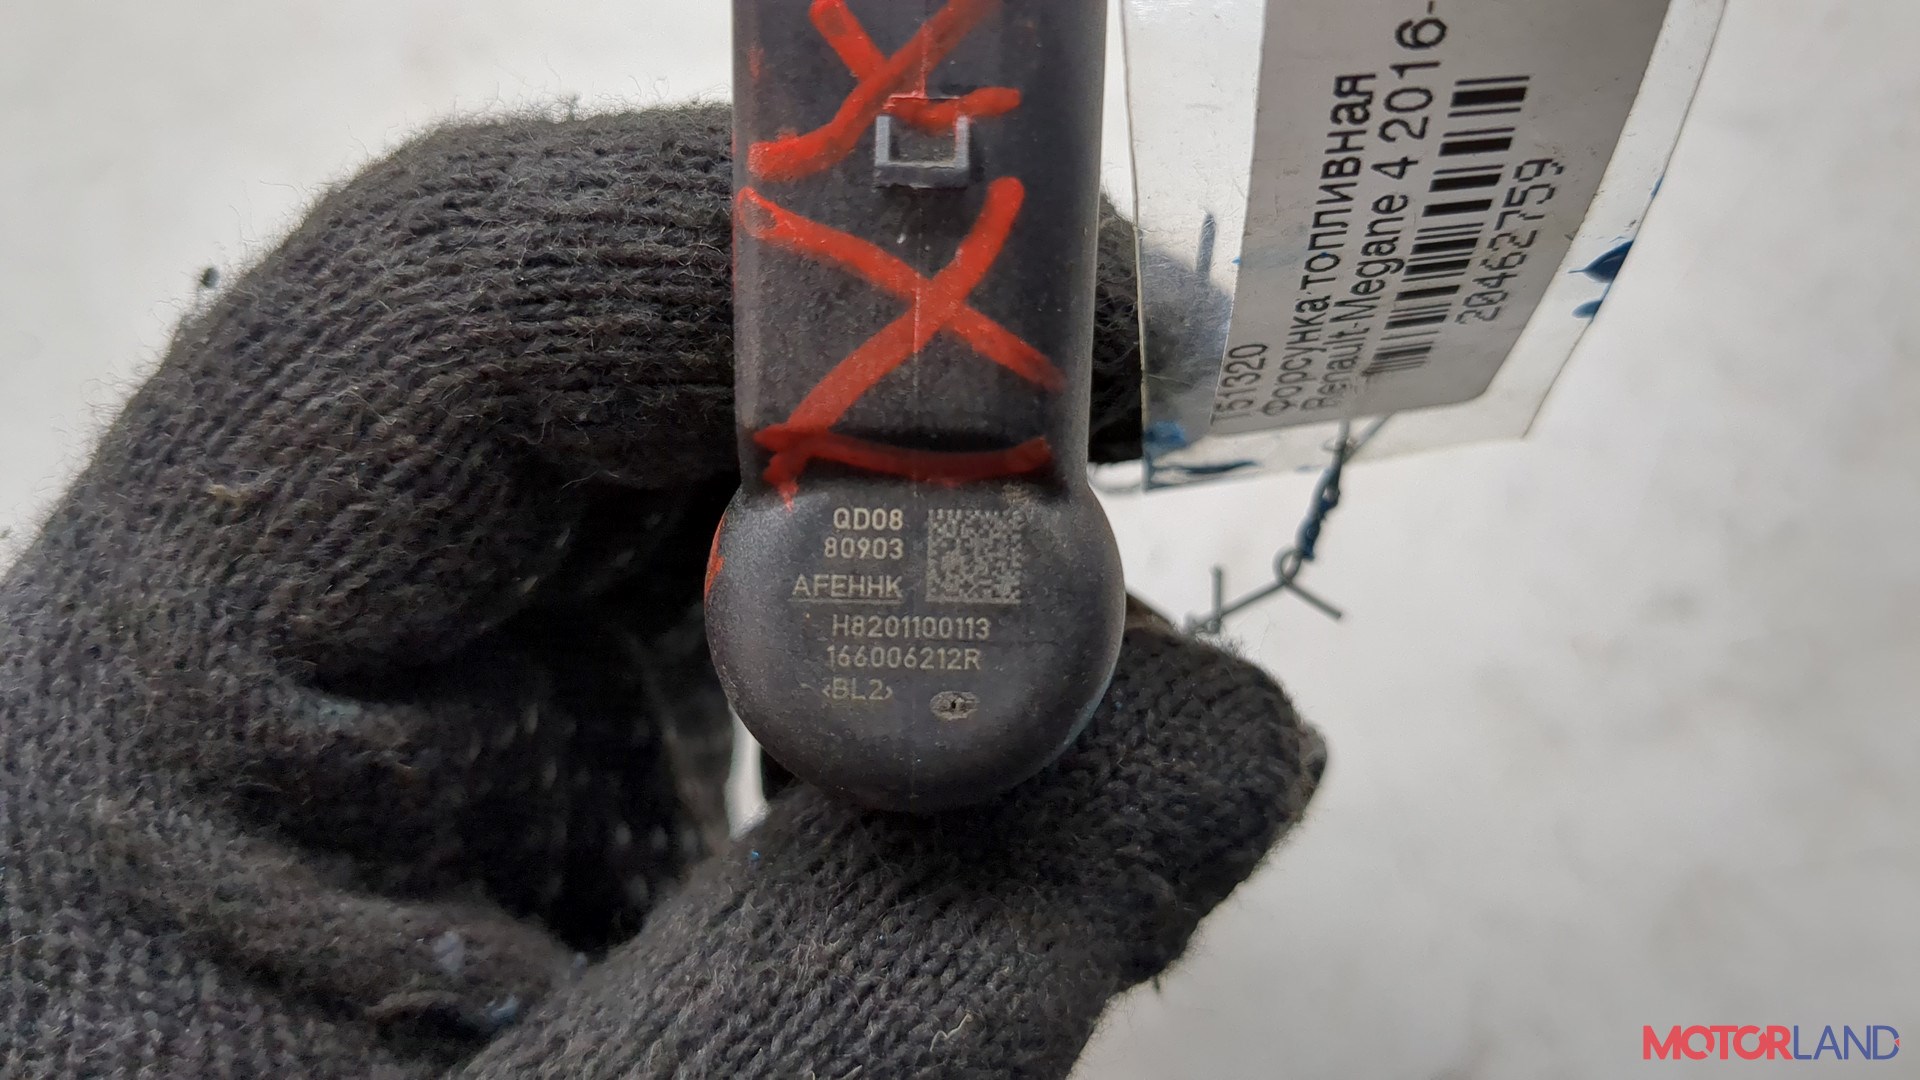 QD08
80903
AFEHHK
H8201100113
166006212R
<BL2>
T51320
Форсунка топливная
Renault-Megane 4 2016-
20462759
MOTORLAND